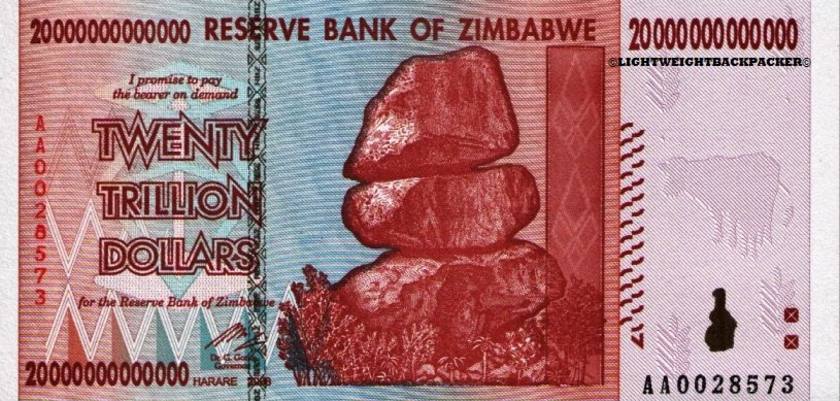 20000000000000 RESERVE BANK OF ZIMBABWE 20000000000000
©LIGHTWEIGHTBACKPACKER©
I promise to pay
the bearer on demand
TWENTY
TRILLION
DOLLARS
AA0028573
for the Reserve Bank of Zimbabwe
Dr. G. Gono
Governor
20000000000000 HARARE 2008
AA0028573